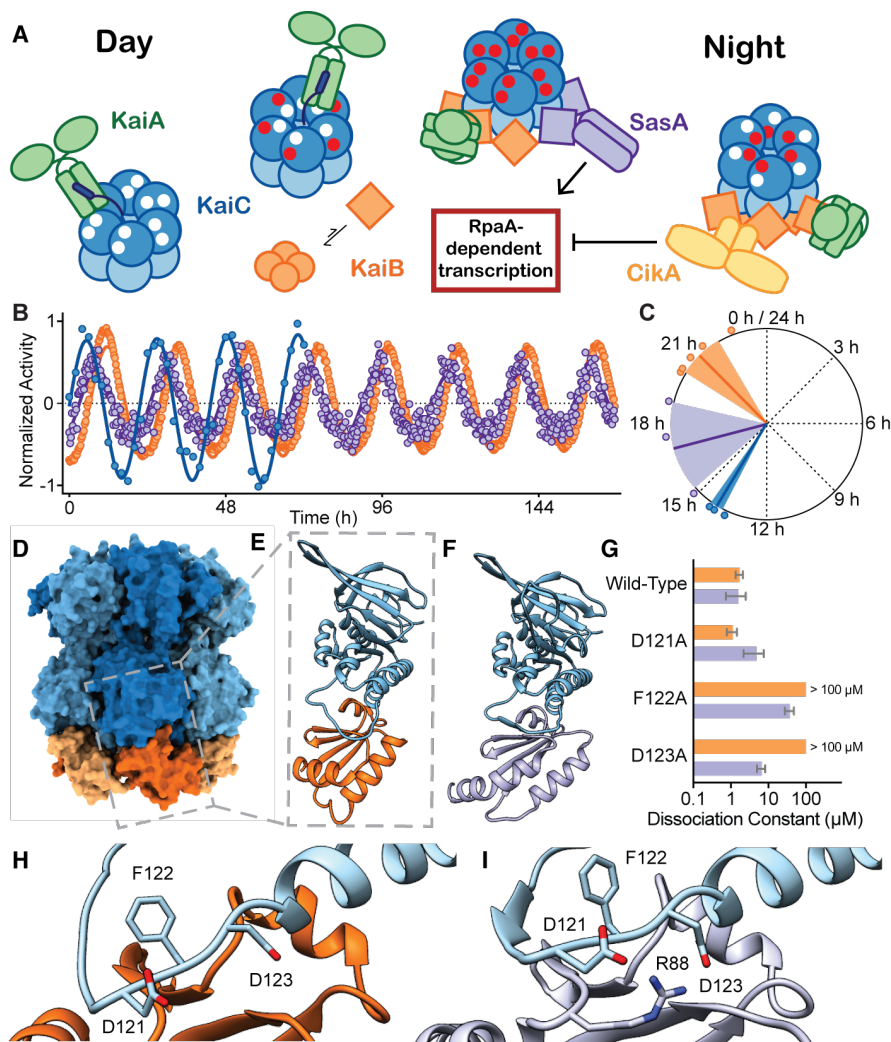 A
Day
Night
KaiA
KaiC
KaiB
SasA
RpaA-
dependent
transcription
CikA
B
Normalized Activity
1
0
-1
0
48
96
144
Time (h)
C
0 h / 24 h
3 h
6 h
9 h
12 h
15 h
18 h
21 h
D
E
F
G
Wild-Type
D121A
F122A
> 100 µM
D123A
> 100 µM
0.1
1
10
100
Dissociation Constant (µM)
H
F122
D121
D123
I
F122
D121
R88
D123